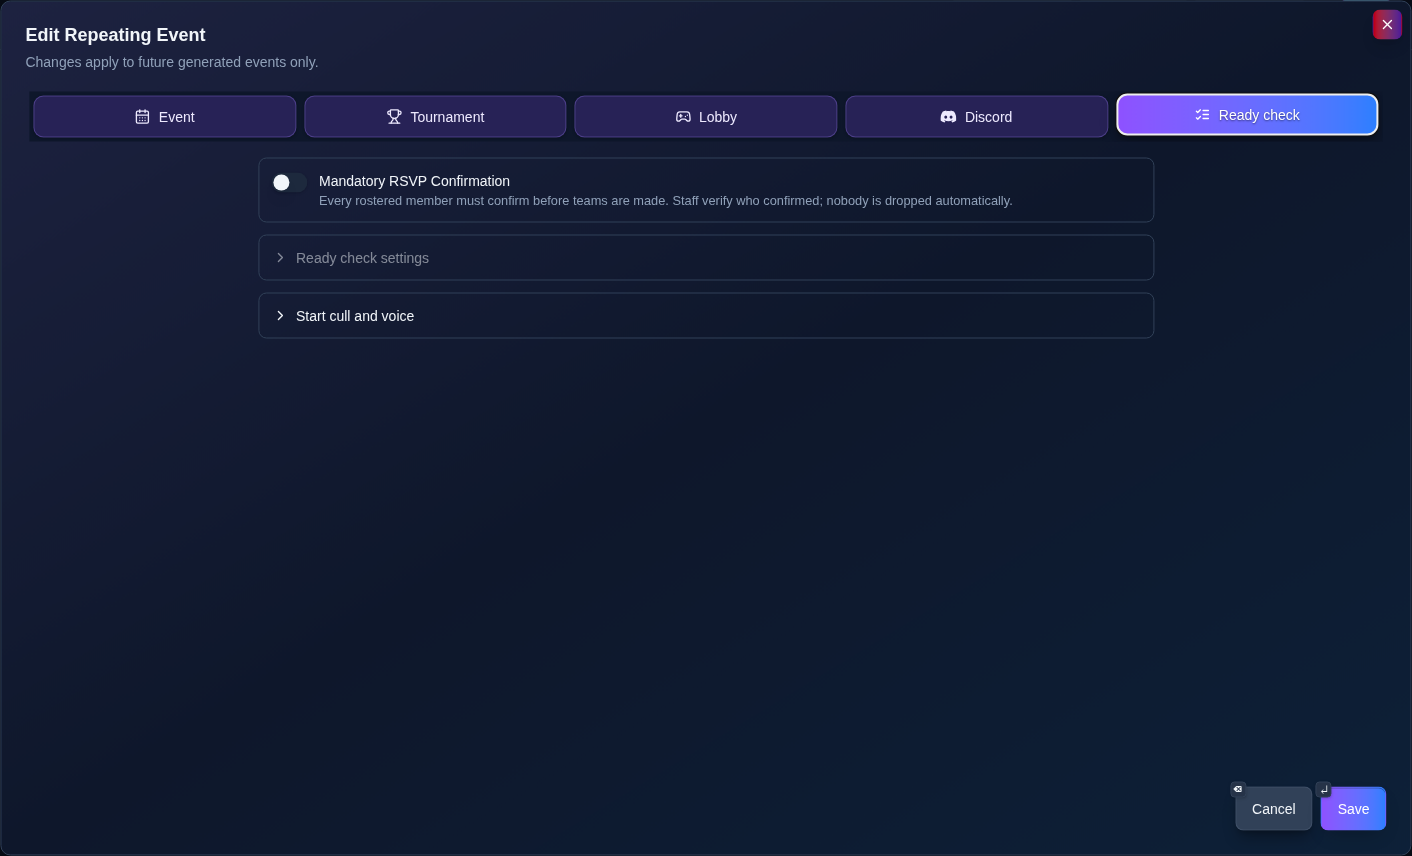 Edit Repeating Event
Changes apply to future generated events only.
Event
Tournament
Lobby
Discord
Ready check
Mandatory RSVP Confirmation
Every rostered member must confirm before teams are made. Staff verify who confirmed; nobody is dropped automatically.
Ready check settings
Start cull and voice
Cancel
Save